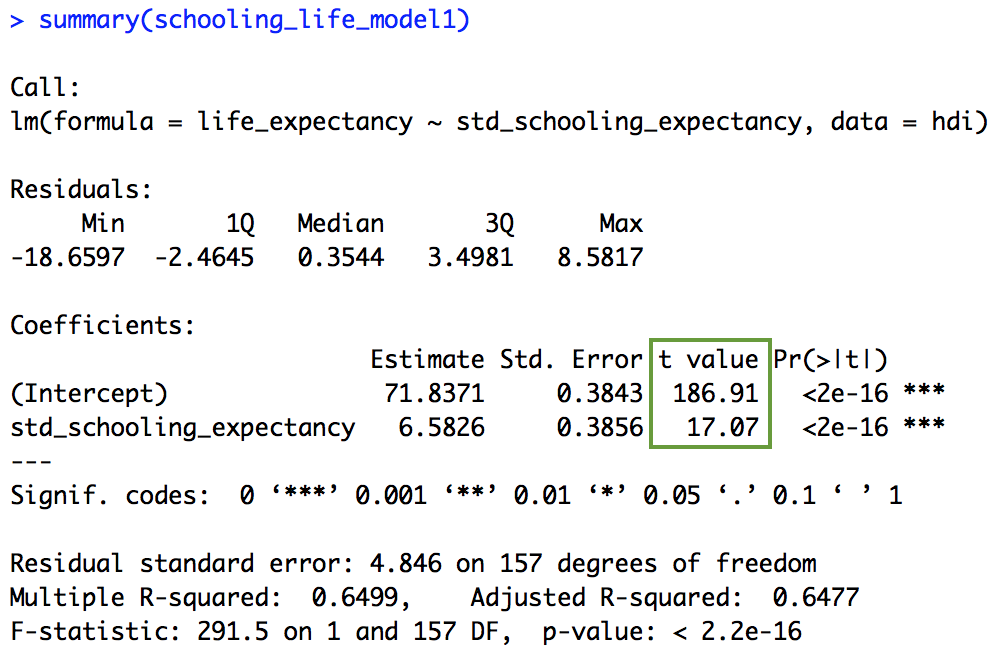 > summary(schooling_life_model1)
Call:
lm(formula = life_expectancy ~ std_schooling_expectancy, data = hdi)
Residuals:
     Min       1Q   Median       3Q      Max
-18.6597  -2.4645   0.3544   3.4981   8.5817
Coefficients:
                         Estimate Std. Error t value Pr(>|t|)
(Intercept)               71.8371     0.3843  186.91   <2e-16 ***
std_schooling_expectancy   6.5826     0.3856   17.07   <2e-16 ***
---
Signif. codes:  0 ‘***’ 0.001 ‘**’ 0.01 ‘*’ 0.05 ‘.’ 0.1 ‘ ’ 1
Residual standard error: 4.846 on 157 degrees of freedom
Multiple R-squared:  0.6499,    Adjusted R-squared:  0.6477
F-statistic: 291.5 on 1 and 157 DF,  p-value: < 2.2e-16